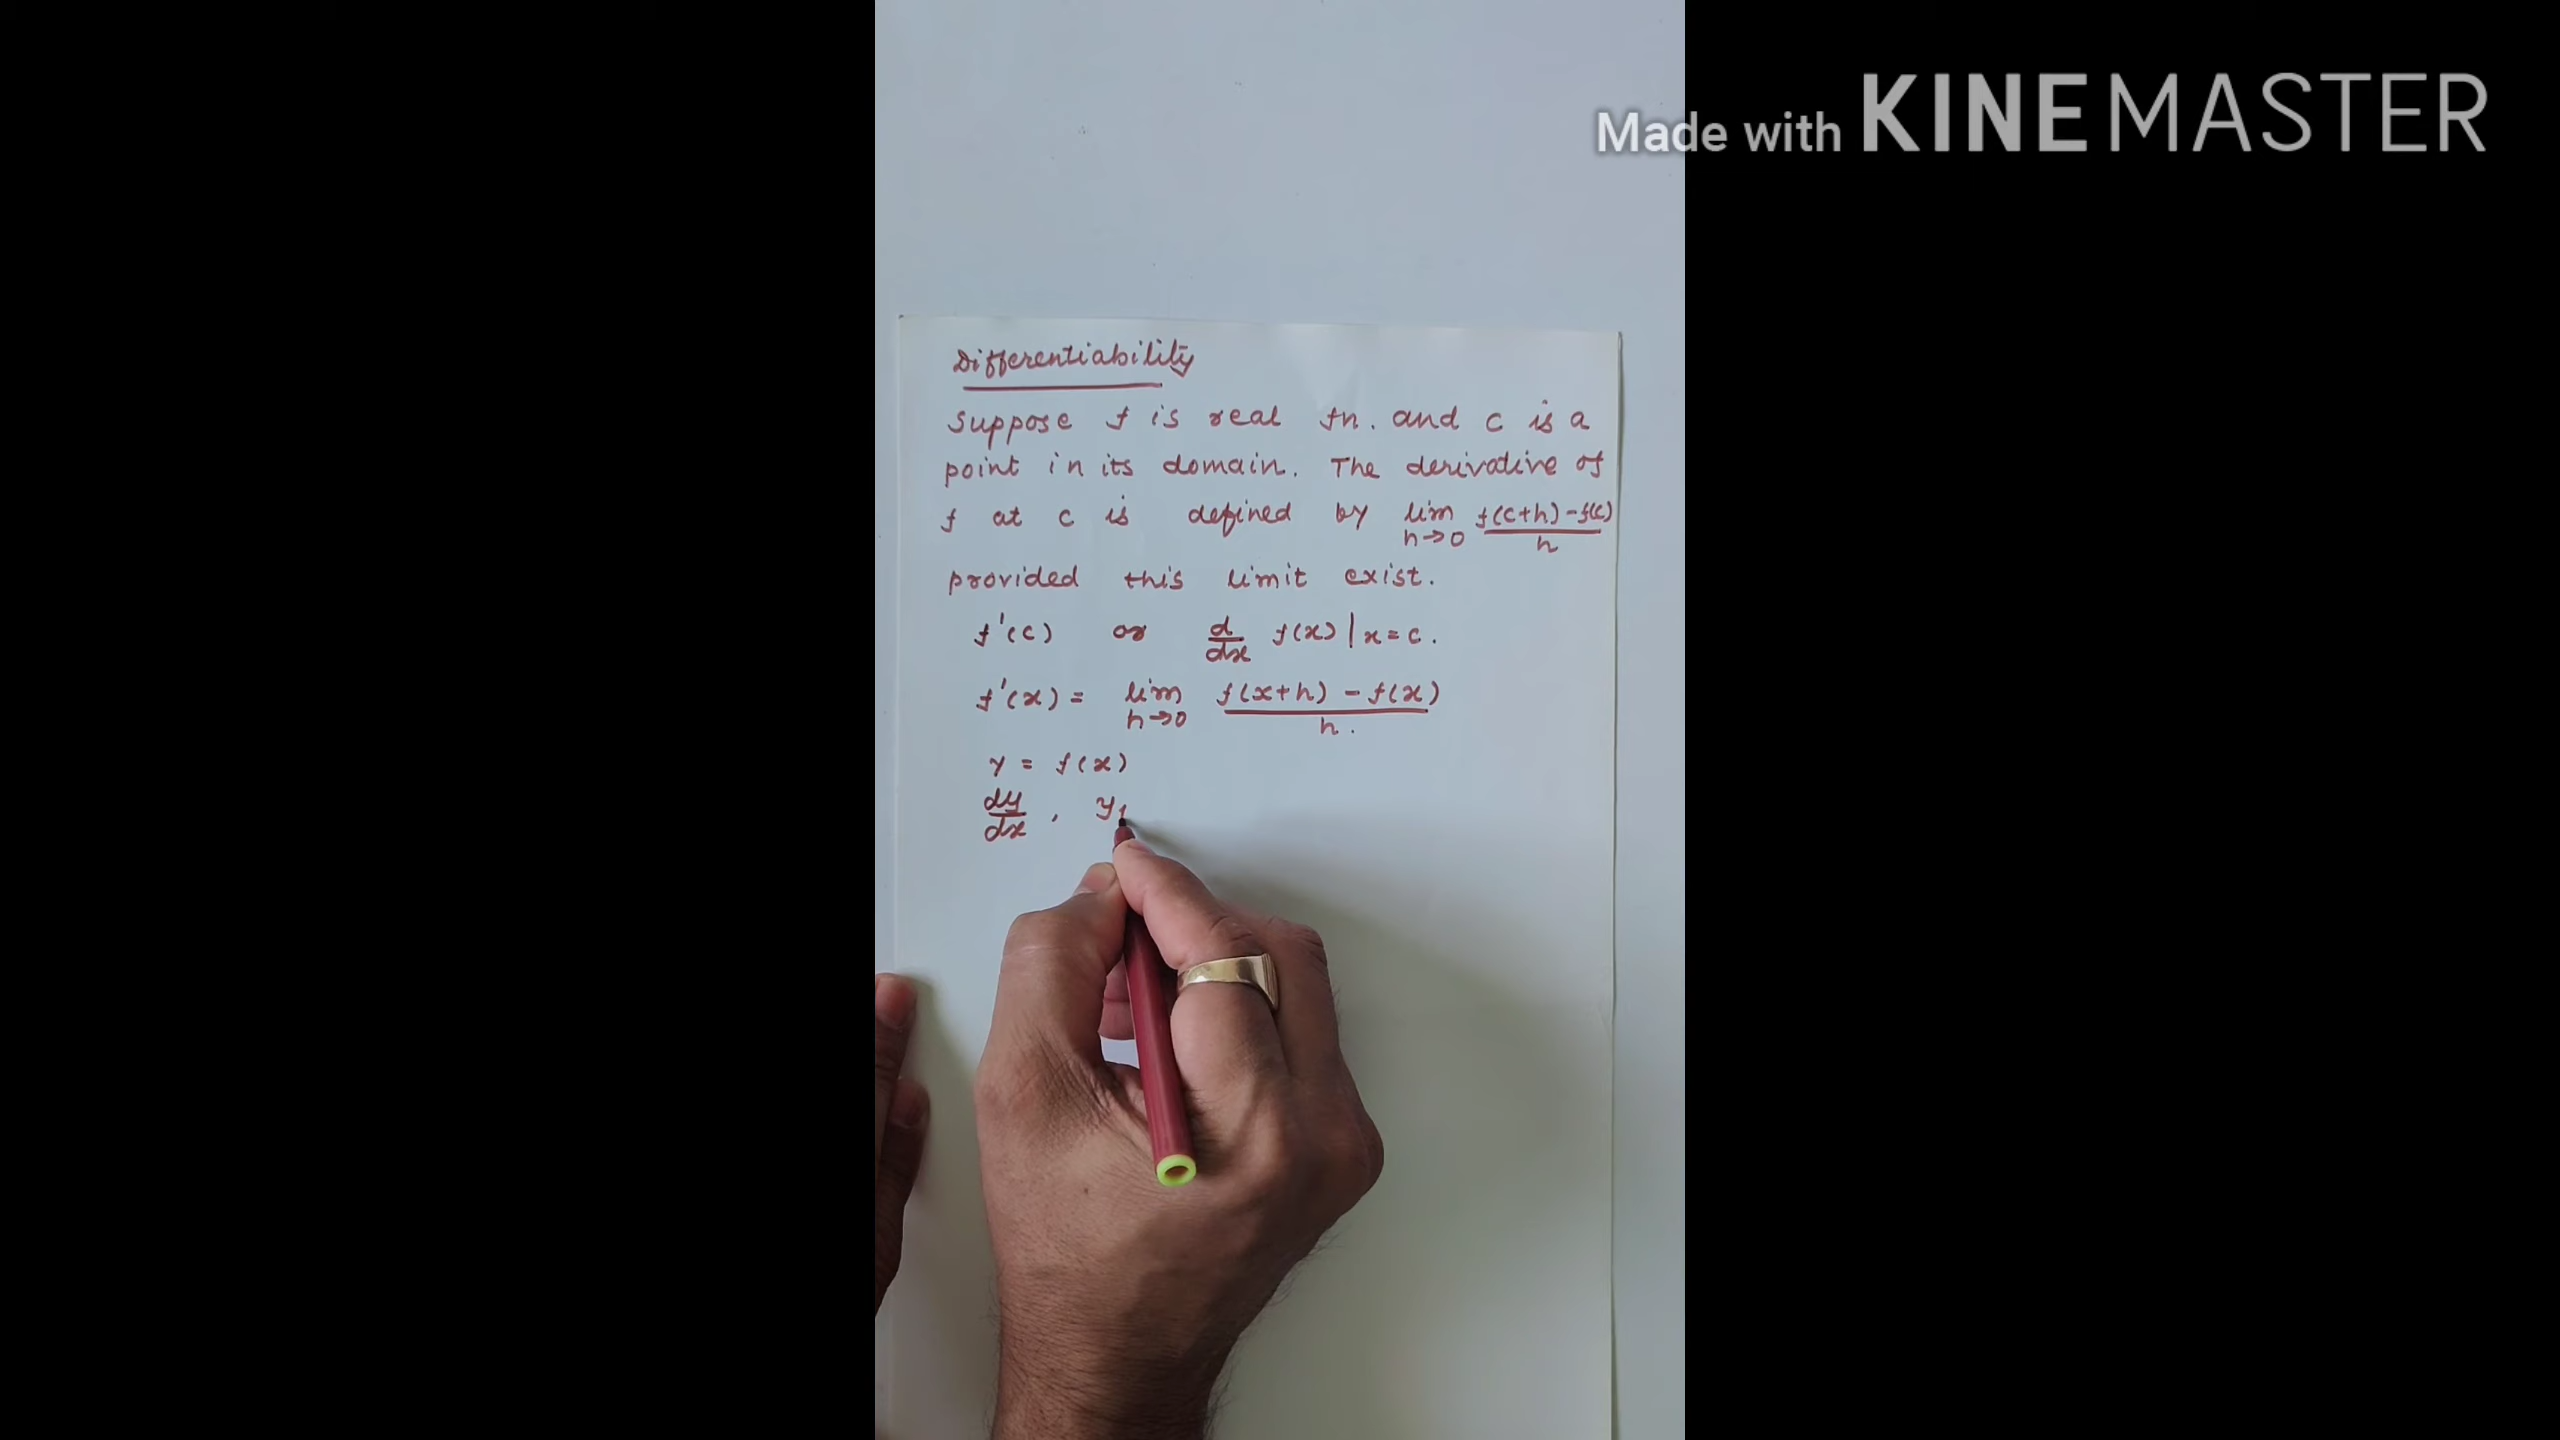 Made with KINEMASTER
Differentiability
Suppose f is real fn. and c is a
point in its domain. The derivative of
f at c is defined by lim h→0 f(c+h)-f(c)/h
provided this limit exist.
f'(c) or d/dx f(x) | x = c.
f'(x) = lim h→0 f(x+h) - f(x)/h.
y = f(x)
dy/dx , y₁